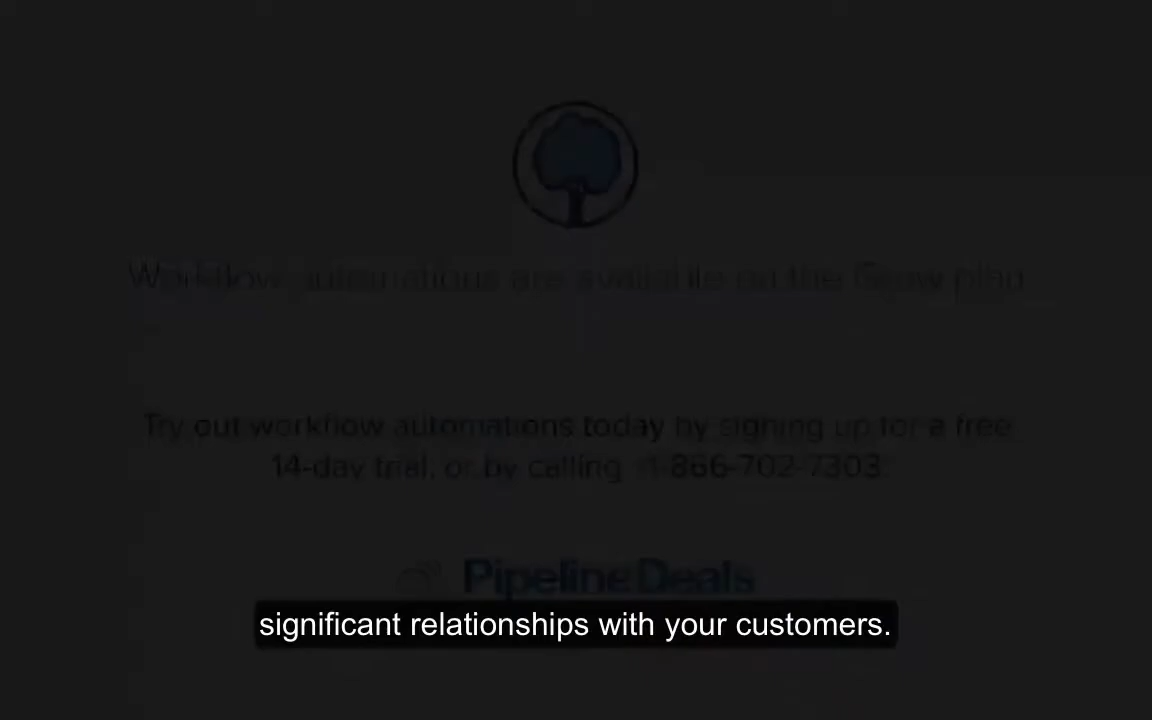 Workflow automations are available on the Grow plan
Try out workflow automations today by signing up for a free
14-day trial, or by calling 1-866-702-7303.
PipelineDeals
significant relationships with your customers.